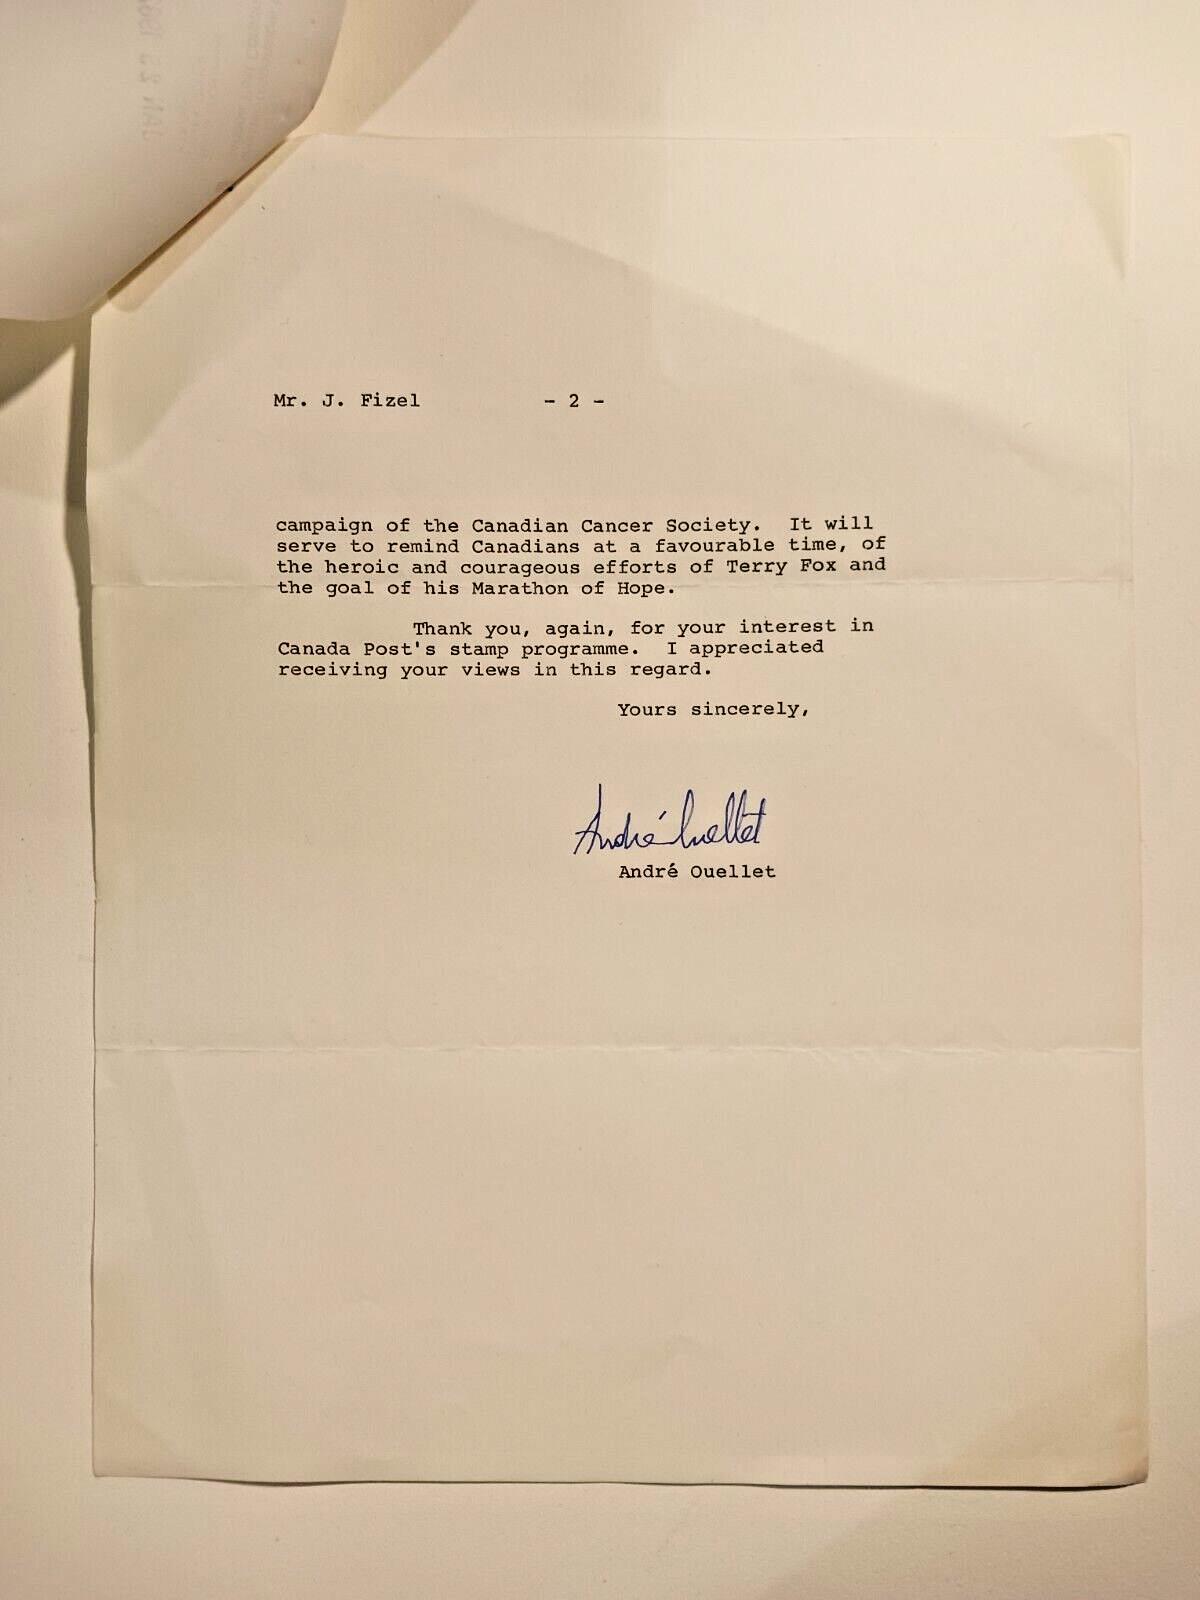 Mr. J. Fizel - 2 -
campaign of the Canadian Cancer Society. It will
serve to remind Canadians at a favourable time, of
the heroic and courageous efforts of Terry Fox and
the goal of his Marathon of Hope.
Thank you, again, for your interest in
Canada Post's stamp programme. I appreciated
receiving your views in this regard.
Yours sincerely,
André Ouellet
André Ouellet